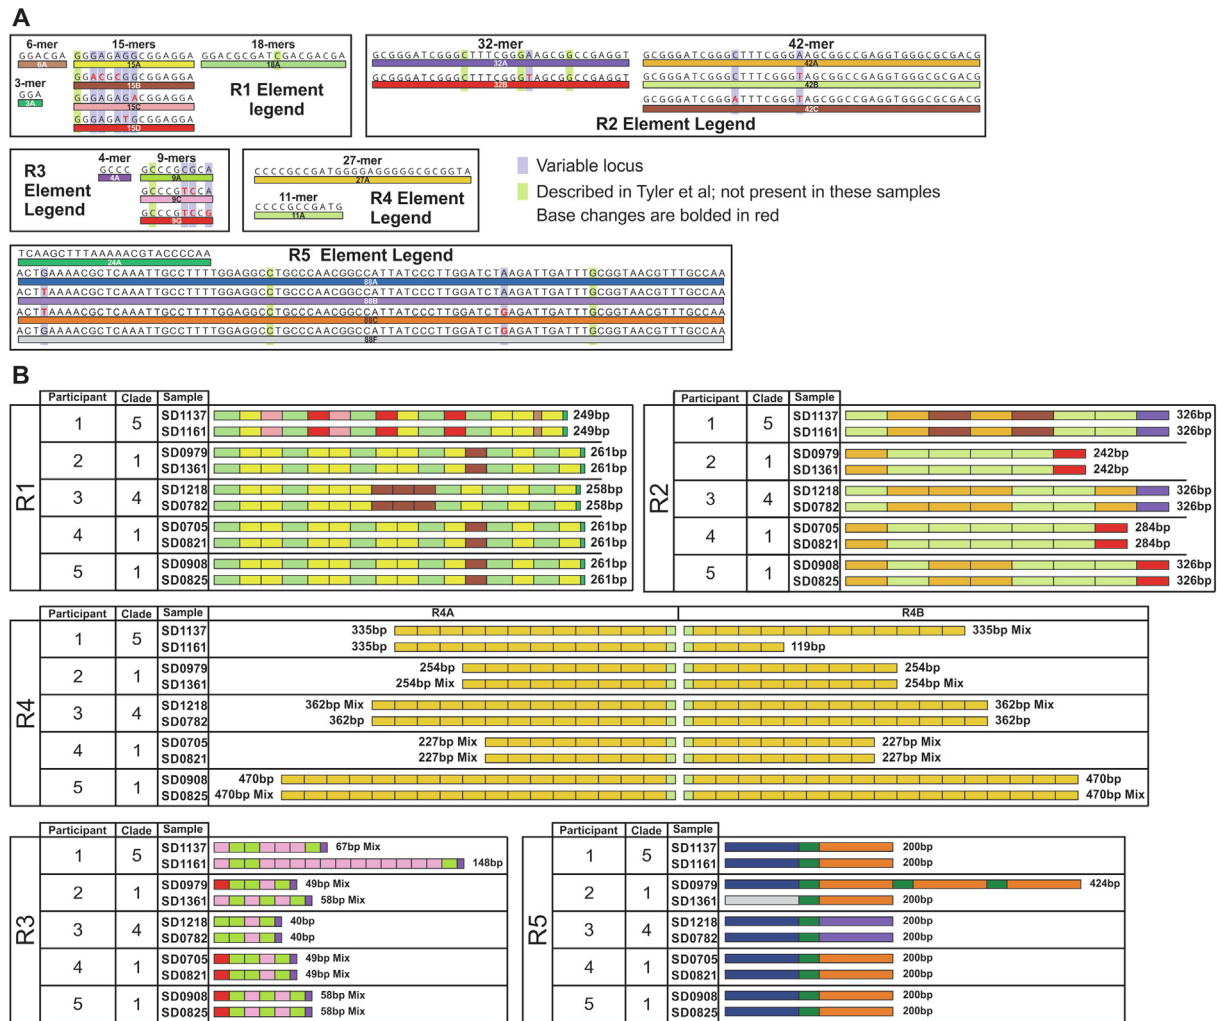 A
6-mer 15-mers 18-mers
GGACGA GGGAGAGGCGGAGGA GGACGCGATCGACGACGA
6A 15A 18A
3-mer GGACGCGGCGGAGGA
15B
GGA GGGAGAGACGGAGGA
3A 15C
GGGAGATGCGGAGGA
15D
R1 Element
legend
32-mer 42-mer
GCGGGATCGGGCTTTCGGGAAGCGGCCGAGGT GCGGGATCGGGCTTTCGGGAGCGGCCGAGGTGGCGCGACG
32A 42A
GCGGGATCGGGCTTTCGGGTAGCGGCCGAGGT GCGGGATCGGGCTTTCGGGTAGCGGCCGAGGTGGCGCGACG
32B 42B
GCGGGATCGGGATTTCGGGTAGCGGCCGAGGTGGCGCGACG
42C
R2 Element Legend
R3
Element
Legend
4-mer 9-mers
GCCC GCCCGCGCA
4A 9A
GCCCGTCCA
9C
GCCCGTCCG
9G
27-mer
CCCCGCCGATGGGGAGGGGGCGCGGTA
27A
11-mer
CCCCGCCGATG
11A
R4 Element
Legend
Variable locus
Described in Tyler et al; not present in these samples
Base changes are bolded in red
R5 Element Legend
TCAAGCTTTAAAAACGTACCCCAA
24A
ACTGAAAACGCTCAAATTGCCTTTTGGAGGCCTGCCCAACGGCCATTATCCCTTGGATCTAAGATTGATTTGCGGTAACGTTTGCCAA
88A
ACTTAAAACGCTCAAATTGCCTTTTGGAGGCCTGCCCAACGGCCATTATCCCTTGGATCTAAGATTGATTTGCGGTAACGTTTGCCAA
88B
ACTTAAAACGCTCAAATTGCCTTTTGGAGGCCTGCCCAACGGCCATTATCCCTTGGATCTGAGATTGATTTGCGGTAACGTTTGCCAA
88C
ACTGAAAACGCTCAAATTGCCTTTTGGAGGCCTGCCCAACGGCCATTATCCCTTGGATCTGAGATTGATTTGCGGTAACGTTTGCCAA
88F
B
Participant Clade Sample
R1
1 5 SD1137 249bp
SD1161 249bp
2 1 SD0979 261bp
SD1361 261bp
3 4 SD1218 258bp
SD0782 258bp
4 1 SD0705 261bp
SD0821 261bp
5 1 SD0908 261bp
SD0825 261bp
Participant Clade Sample
R2
1 5 SD1137 326bp
SD1161 326bp
2 1 SD0979 242bp
SD1361 242bp
3 4 SD1218 326bp
SD0782 326bp
4 1 SD0705 284bp
SD0821 284bp
5 1 SD0908 326bp
SD0825 326bp
Participant Clade Sample R4A R4B
R4
1 5 SD1137 335bp 335bp Mix
SD1161 335bp 119bp
2 1 SD0979 254bp 254bp
SD1361 254bp Mix 254bp Mix
3 4 SD1218 362bp Mix 362bp Mix
SD0782 362bp 362bp
4 1 SD0705 227bp Mix 227bp Mix
SD0821 227bp Mix 227bp Mix
5 1 SD0908 470bp 470bp
SD0825 470bp Mix 470bp Mix
Participant Clade Sample
R3
1 5 SD1137 67bp Mix
SD1161 148bp
2 1 SD0979 49bp Mix
SD1361 58bp Mix
3 4 SD1218 40bp
SD0782 40bp
4 1 SD0705 49bp Mix
SD0821 49bp Mix
5 1 SD0908 58bp Mix
SD0825 58bp Mix
Participant Clade Sample
R5
1 5 SD1137 200bp
SD1161 200bp
2 1 SD0979 424bp
SD1361 200bp
3 4 SD1218 200bp
SD0782 200bp
4 1 SD0705 200bp
SD0821 200bp
5 1 SD0908 200bp
SD0825 200bp